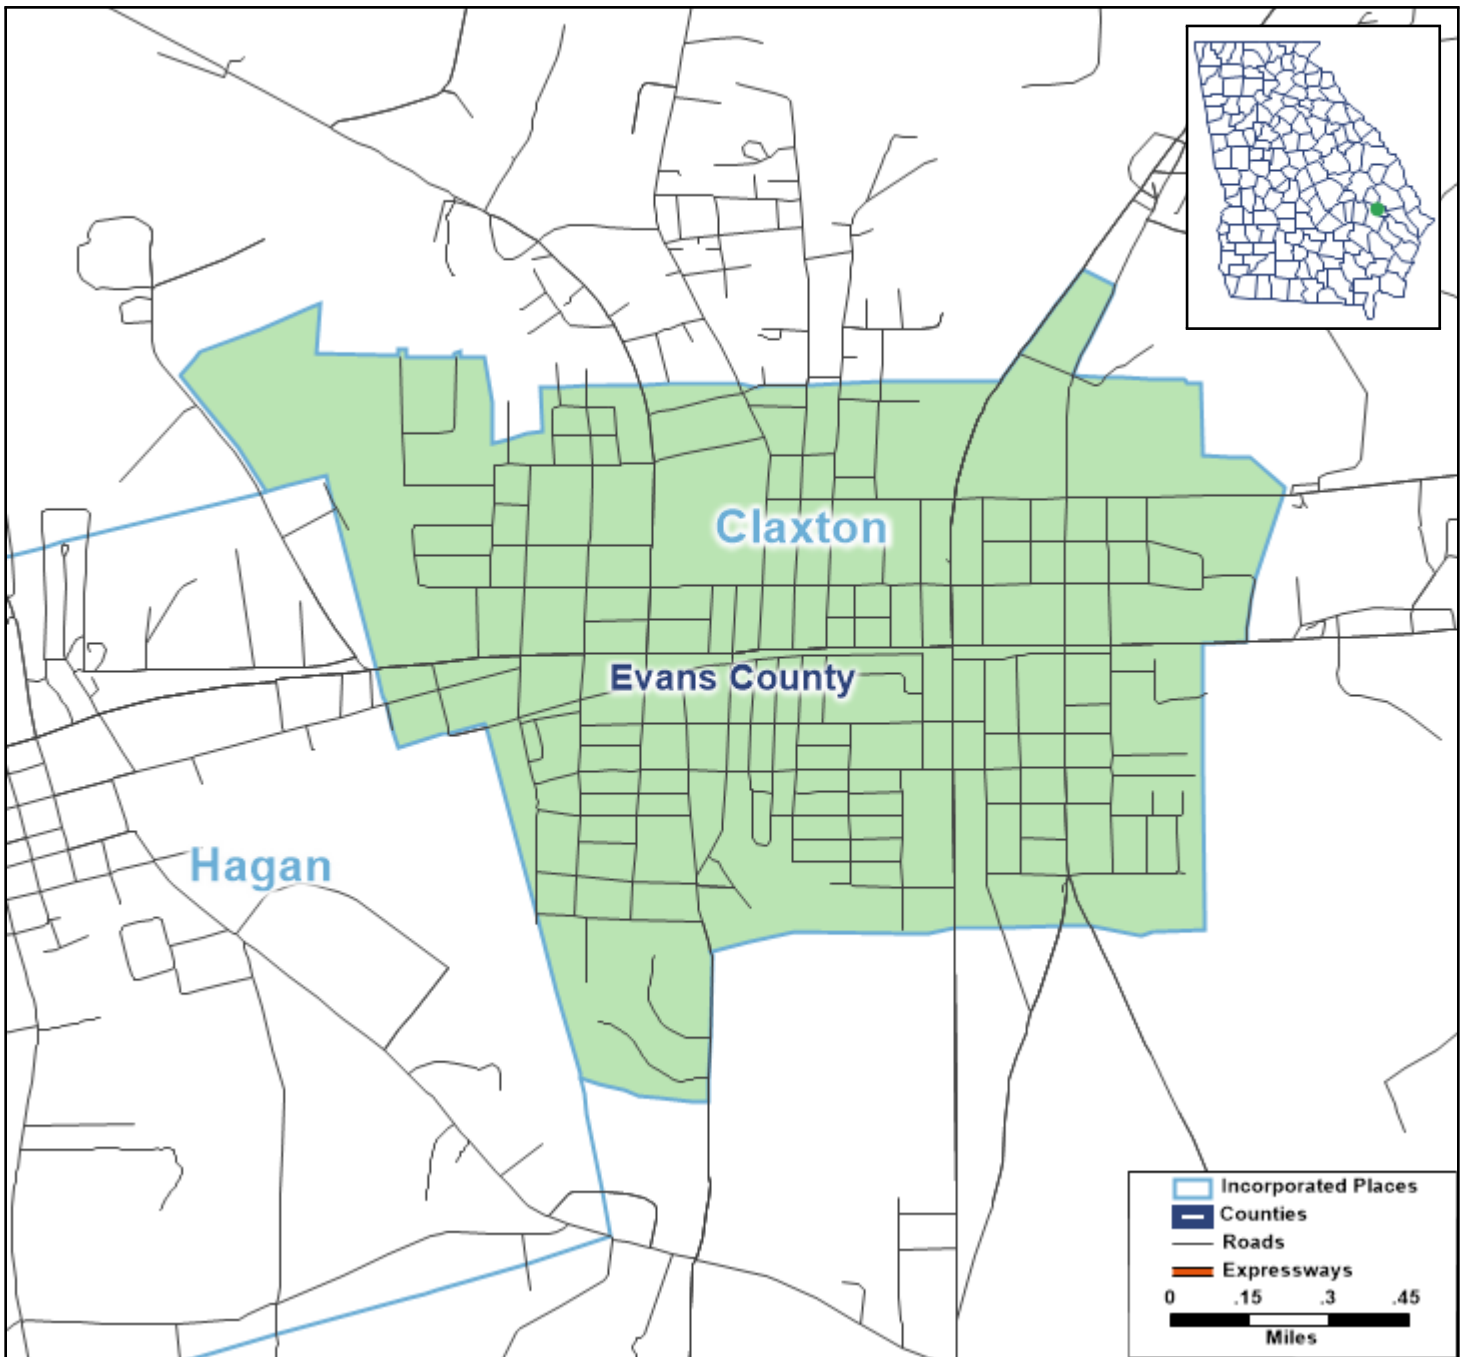 Claxton
Evans County
Hagan
Incorporated Places
Counties
Roads
Expressways
0 .15 .3 .45
Miles